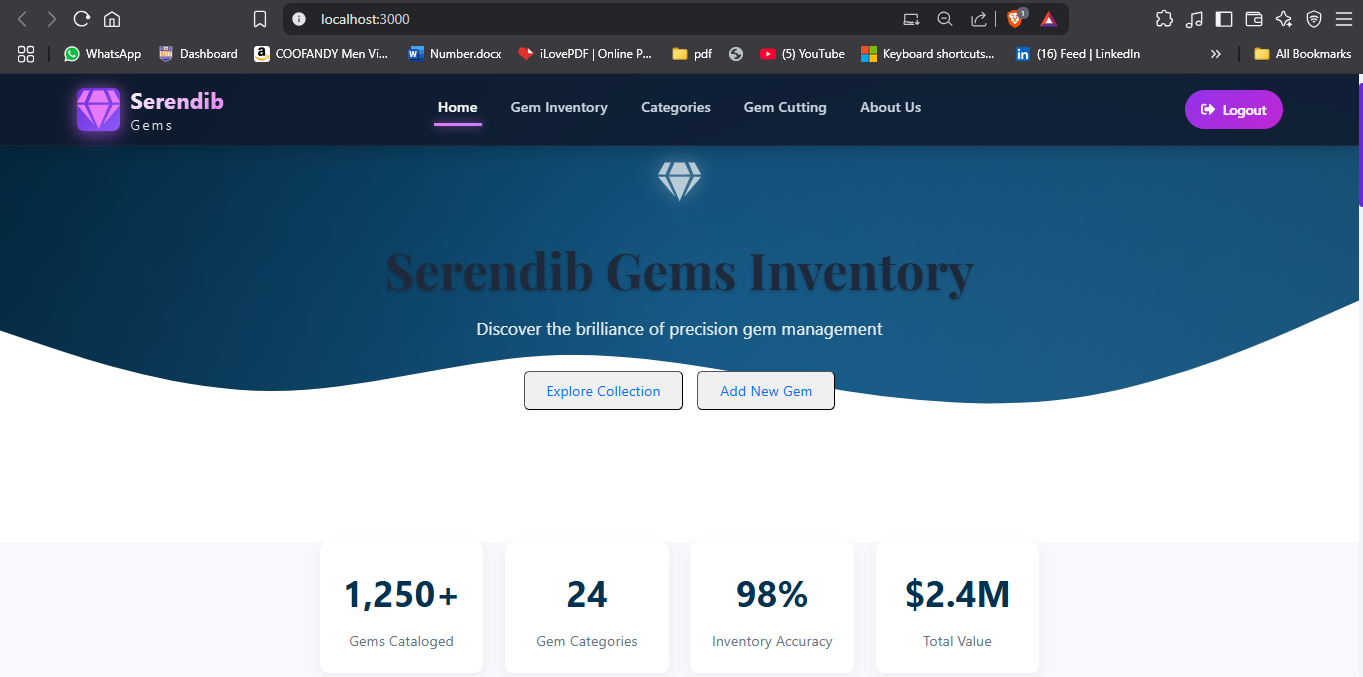 localhost:3000
1
WhatsApp
Dashboard
COOFANDY Men Vi...
Number.docx
iLovePDF | Online P...
pdf
(5) YouTube
Keyboard shortcuts...
(16) Feed | LinkedIn
»
All Bookmarks
Serendib
Gems
Home
Gem Inventory
Categories
Gem Cutting
About Us
Logout
Serendib Gems Inventory
Discover the brilliance of precision gem management
Explore Collection
Add New Gem
1,250+
Gems Cataloged
24
Gem Categories
98%
Inventory Accuracy
$2.4M
Total Value